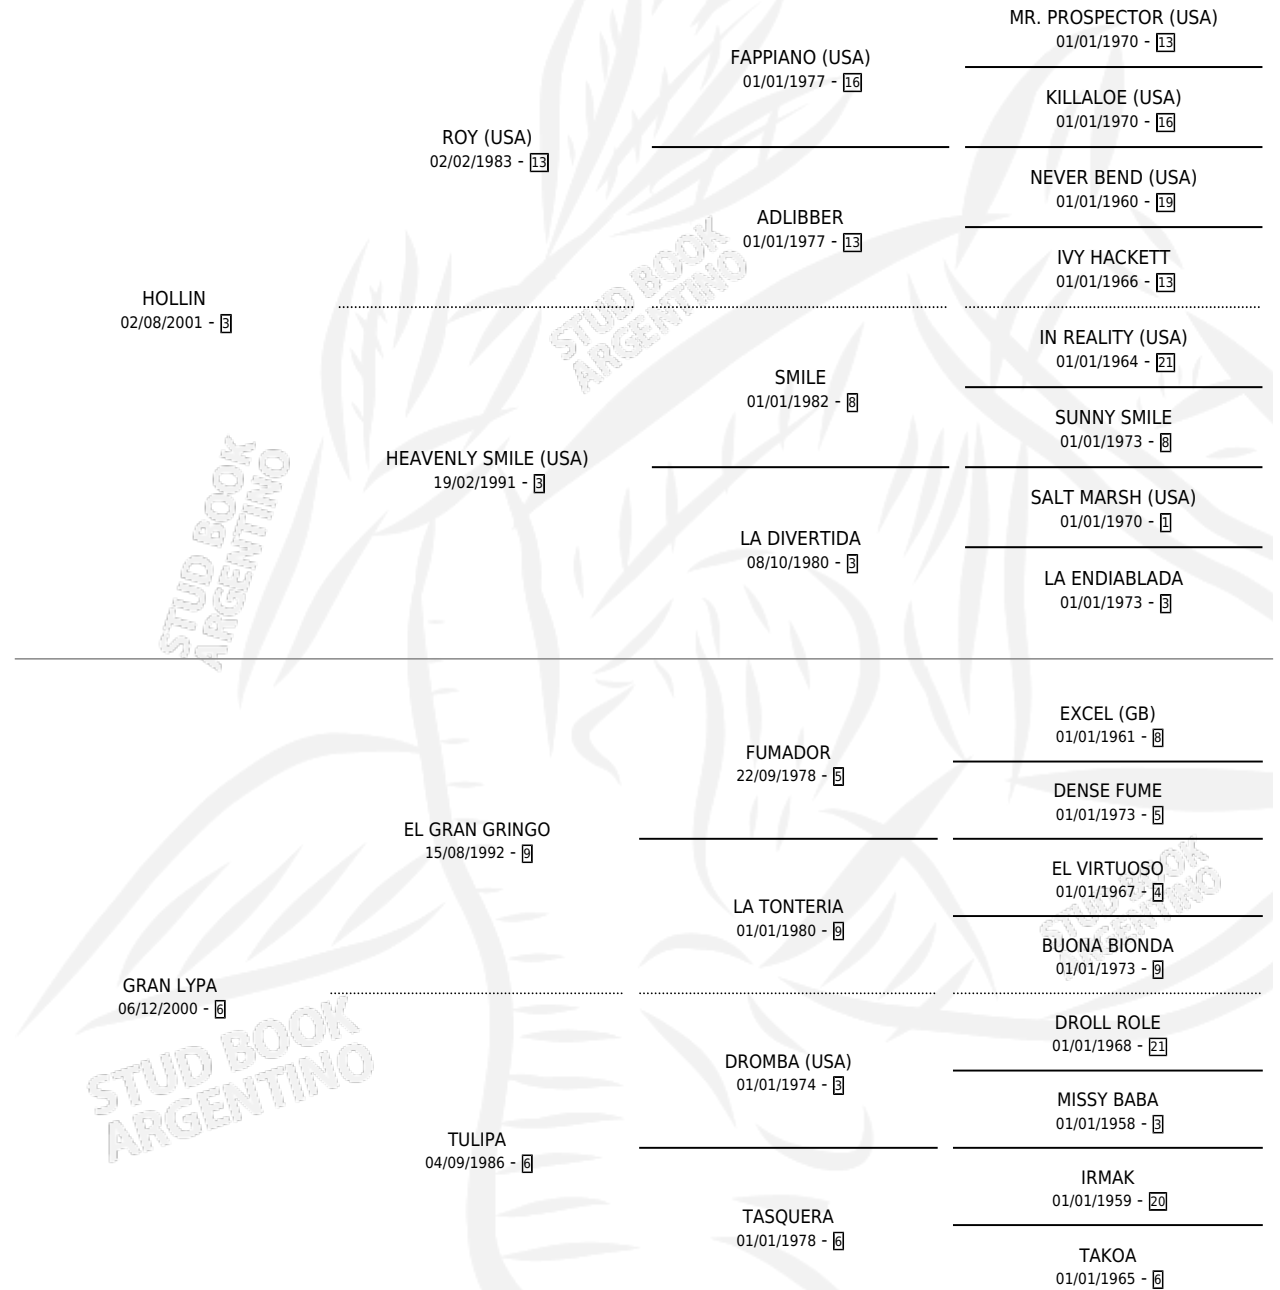 MR. PROSPECTOR (USA)
01/01/1970 - 13
FAPPIANO (USA)
01/01/1977 - 16
KILLALOE (USA)
01/01/1970 - 16
ROY (USA)
02/02/1983 - 13
NEVER BEND (USA)
01/01/1960 - 19
ADLIBBER
01/01/1977 - 13
IVY HACKETT
01/01/1966 - 13
HOLLIN
02/08/2001 - 3
IN REALITY (USA)
01/01/1964 - 21
SMILE
01/01/1982 - 8
SUNNY SMILE
01/01/1973 - 8
HEAVENLY SMILE (USA)
19/02/1991 - 3
SALT MARSH (USA)
01/01/1970 - 1
LA DIVERTIDA
08/10/1980 - 3
LA ENDIABLADA
01/01/1973 - 3
EXCEL (GB)
01/01/1961 - 8
FUMADOR
22/09/1978 - 5
DENSE FUME
01/01/1973 - 5
EL GRAN GRINGO
15/08/1992 - 9
EL VIRTUOSO
01/01/1967 - 4
LA TONTERIA
01/01/1980 - 9
BUONA BIONDA
01/01/1973 - 9
GRAN LYPA
06/12/2000 - 6
DROLL ROLE
01/01/1968 - 21
DROMBA (USA)
01/01/1974 - 3
MISSY BABA
01/01/1958 - 3
TULIPA
04/09/1986 - 6
IRMAK
01/01/1959 - 20
TASQUERA
01/01/1978 - 6
TAKOA
01/01/1965 - 6
STUD BOOK
ARGENTINO
STUD BOOK
ARGENTINO
STUD BOOK
ARGENTINO
STUD BOOK
ARGENTINO